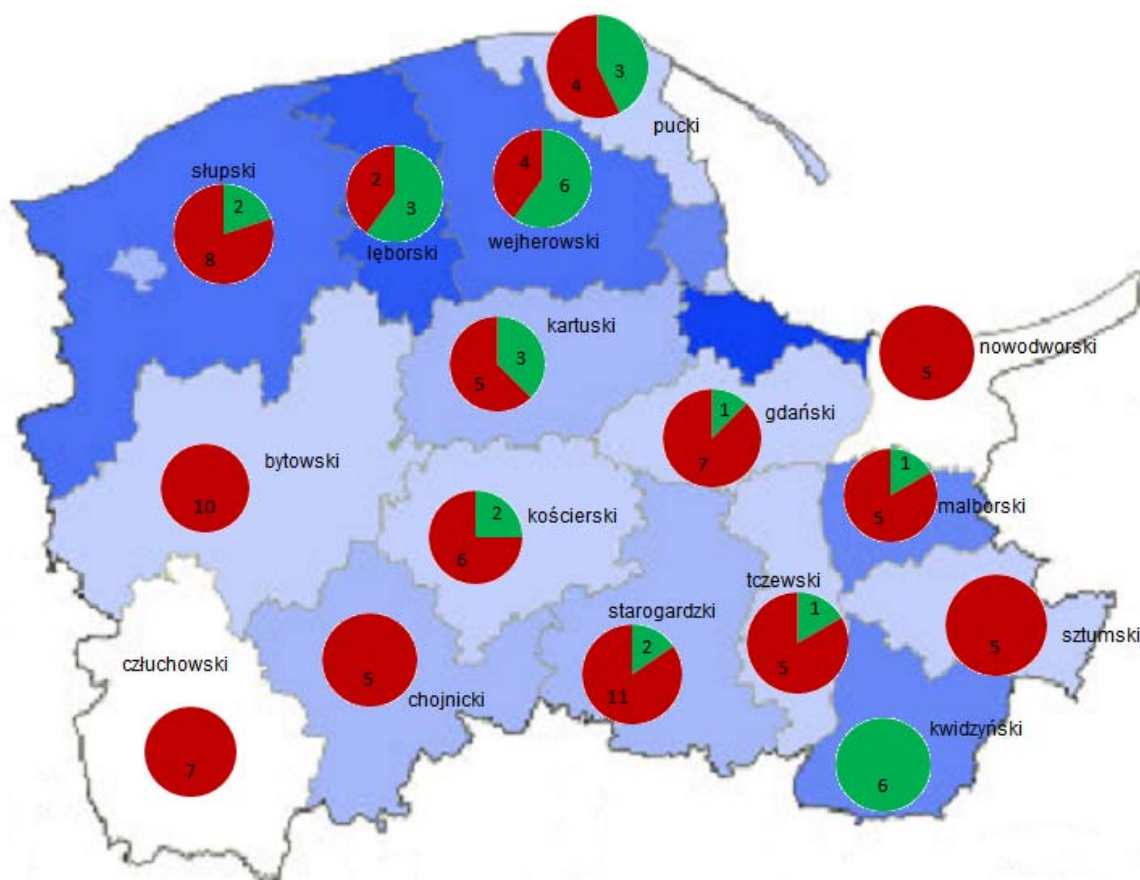 3
4
pucki
słupski
2
8
2
3
lęborski
4
6
wejherowski
kartuski
3
5
nowodworski
5
gdański
1
7
bytowski
10
kościerski
2
6
malborski
1
5
tczewski
1
5
starogardzki
2
11
sztumski
5
człuchowski
7
chojnicki
5
kwidzyński
6